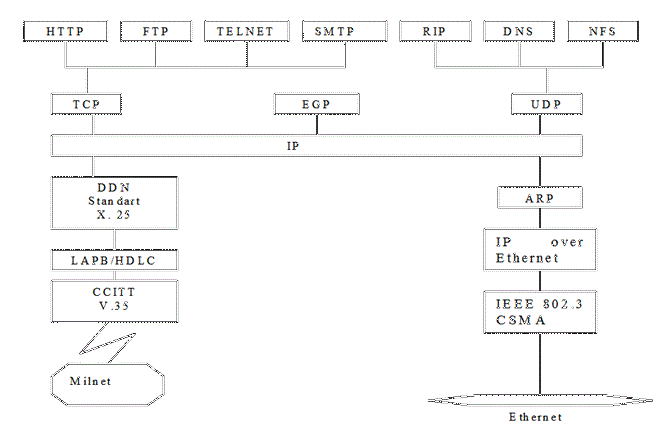 HTTP FTP TELNET SMTP RIP DNS NFS
TCP EGP UDP
IP
DDN
Standart
X. 25
ARP
IP over
Ethernet
LAPB/HDLC
CCITT
V.35
IEEE 802.3
CSMA
Milnet
Ethernet